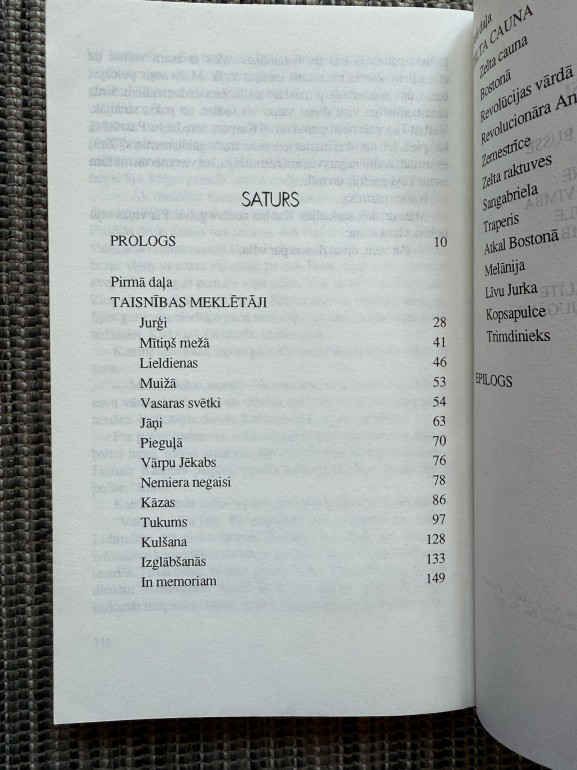 SATURS
PROLOGS 10
Pirmā daļa
TAISNĪBAS MEKLĒTĀJI
Jurģi 28
Mītiņš mežā 41
Lieldienas 46
Muižā 53
Vasaras svētki 54
Jāņi 63
Pieguļā 70
Vārpu Jēkabs 76
Nemiera negaisi 78
Kāzas 86
Tukums 97
Kulšana 128
Izglābšanās 133
In memoriam 149
daļa
CAUNA
Zelta cauna
Bostonā
Revolūcijas vārdā
Revolucionāra
Zemestrīce
Zelta raktuves
Sangabriela
Traperis
Atkal Bostonā
Melānija
Līvu Jurka
Kopsapulce
Trimdinieks
EPILOGS